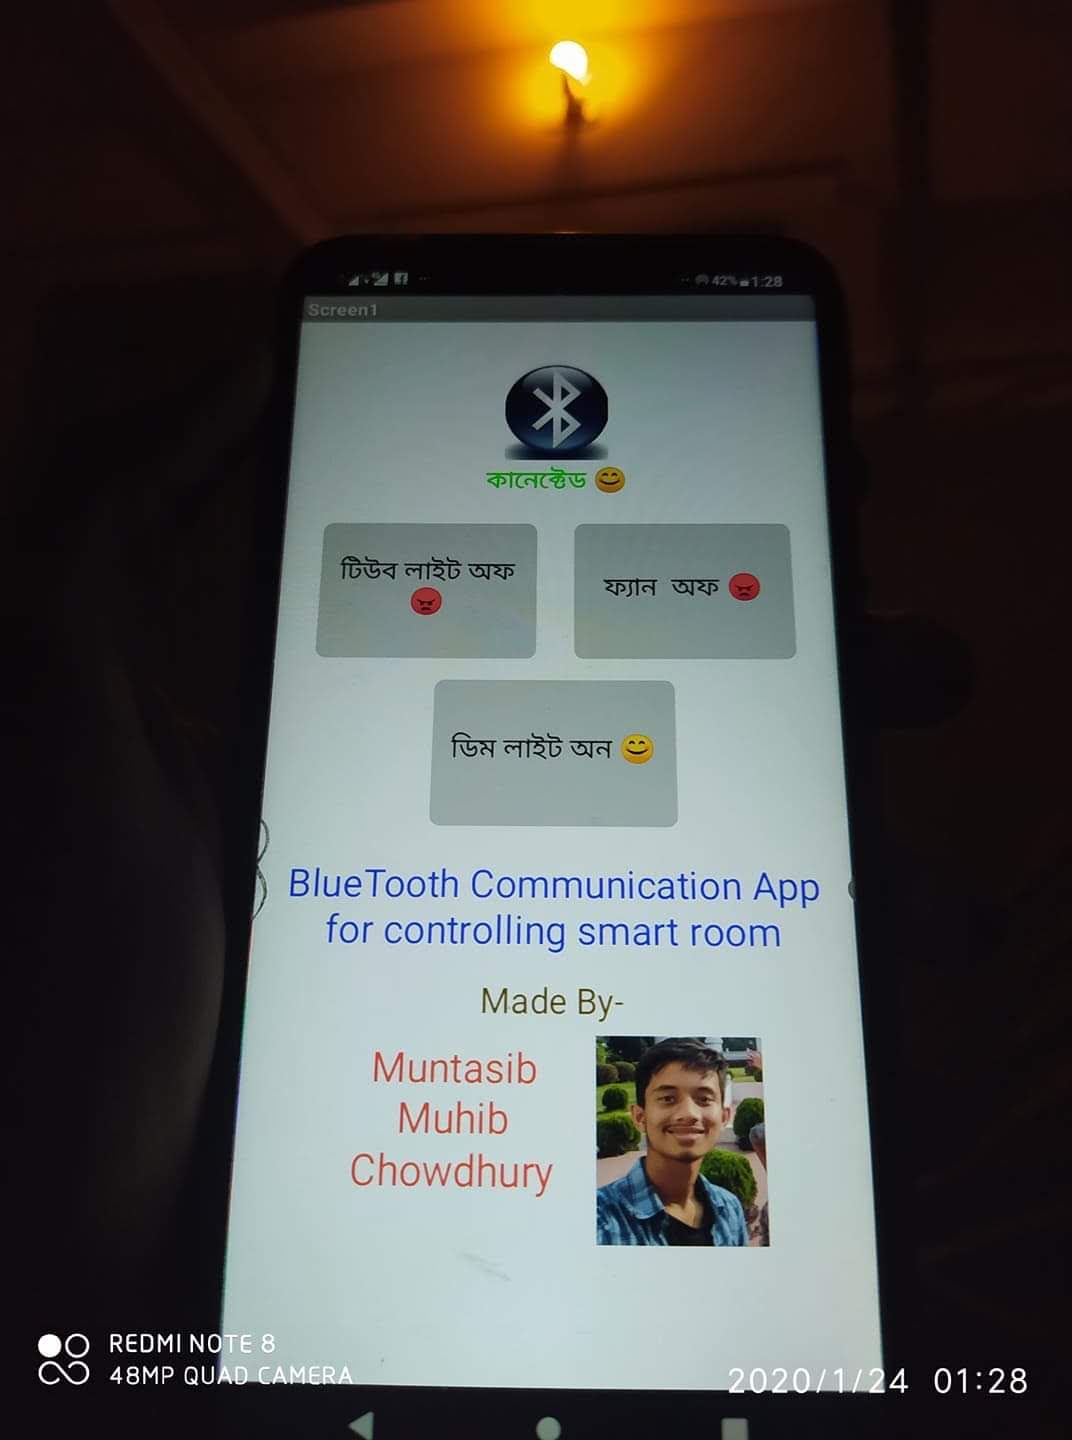 42% 1:28
Screen1
কানেক্টেড 😊
টিউব লাইট অফ
😡
ফ্যান অফ 😡
ডিম লাইট অন 😊
BlueTooth Communication App
for controlling smart room
Made By-
Muntasib
Muhib
Chowdhury
REDMI NOTE 8
48MP QUAD CAMERA
2020/1/24 01:28